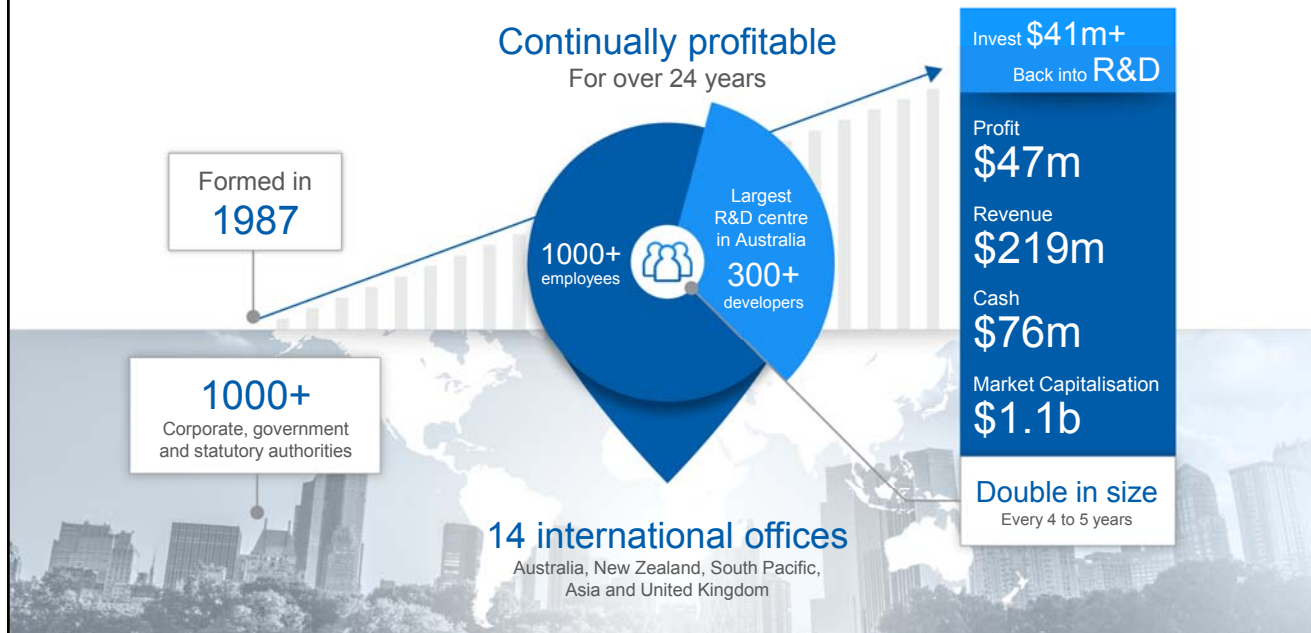 Continually profitable
For over 24 years
Formed in
1987
1000+
Corporate, government
and statutory authorities
1000+
employees
Largest
R&D centre
in Australia
300+
developers
14 international offices
Australia, New Zealand, South Pacific,
Asia and United Kingdom
Invest $41m+
Back into R&D
Profit
$47m
Revenue
$219m
Cash
$76m
Market Capitalisation
$1.1b
Double in size
Every 4 to 5 years